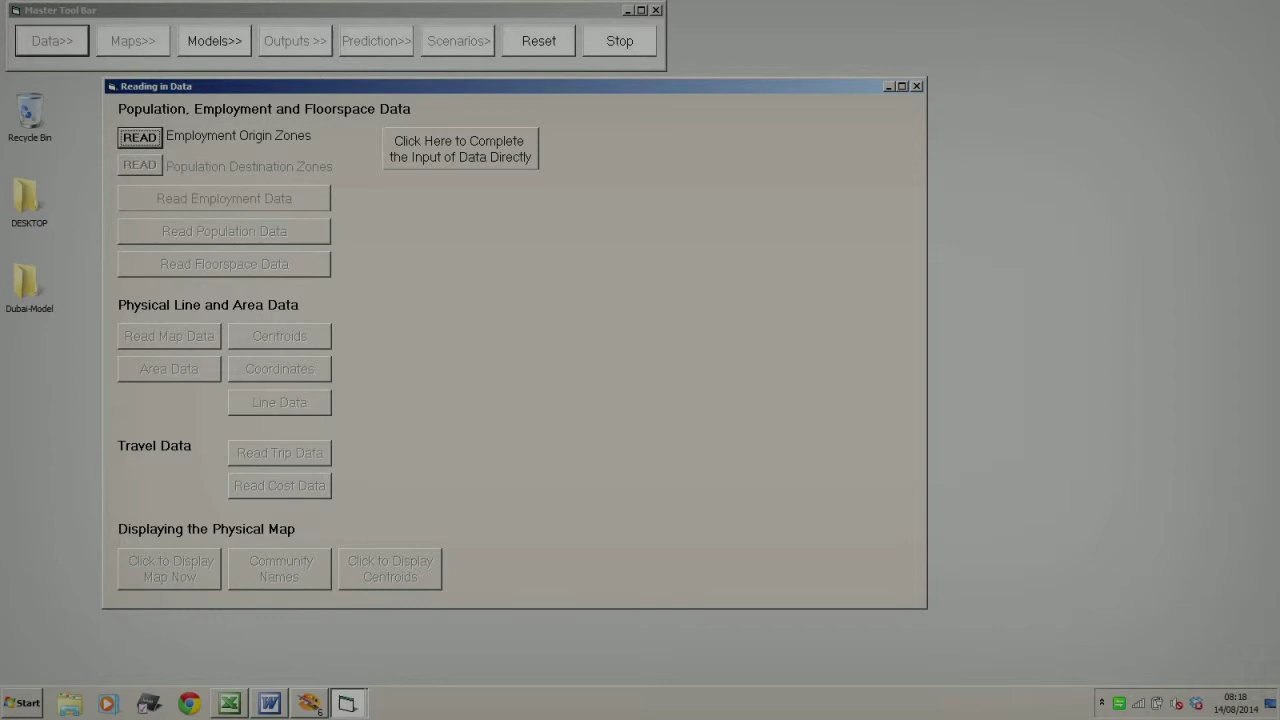 Master Tool Bar
Data>> Maps>> Models>> Outputs >> Prediction>> Scenarios> Reset Stop
Reading in Data
Population, Employment and Floorspace Data
READ Employment Origin Zones
READ Population Destination Zones
Click Here to Complete
the Input of Data Directly
Read Employment Data
Read Population Data
Read Floorspace Data
Physical Line and Area Data
Read Map Data Centroids
Area Data Coordinates
Line Data
Travel Data
Read Trip Data
Read Cost Data
Displaying the Physical Map
Click to Display
Map Now
Community
Names
Click to Display
Centroids
Recycle Bin
DESKTOP
Dubai-Model
Start
6
08:18
14/08/2014